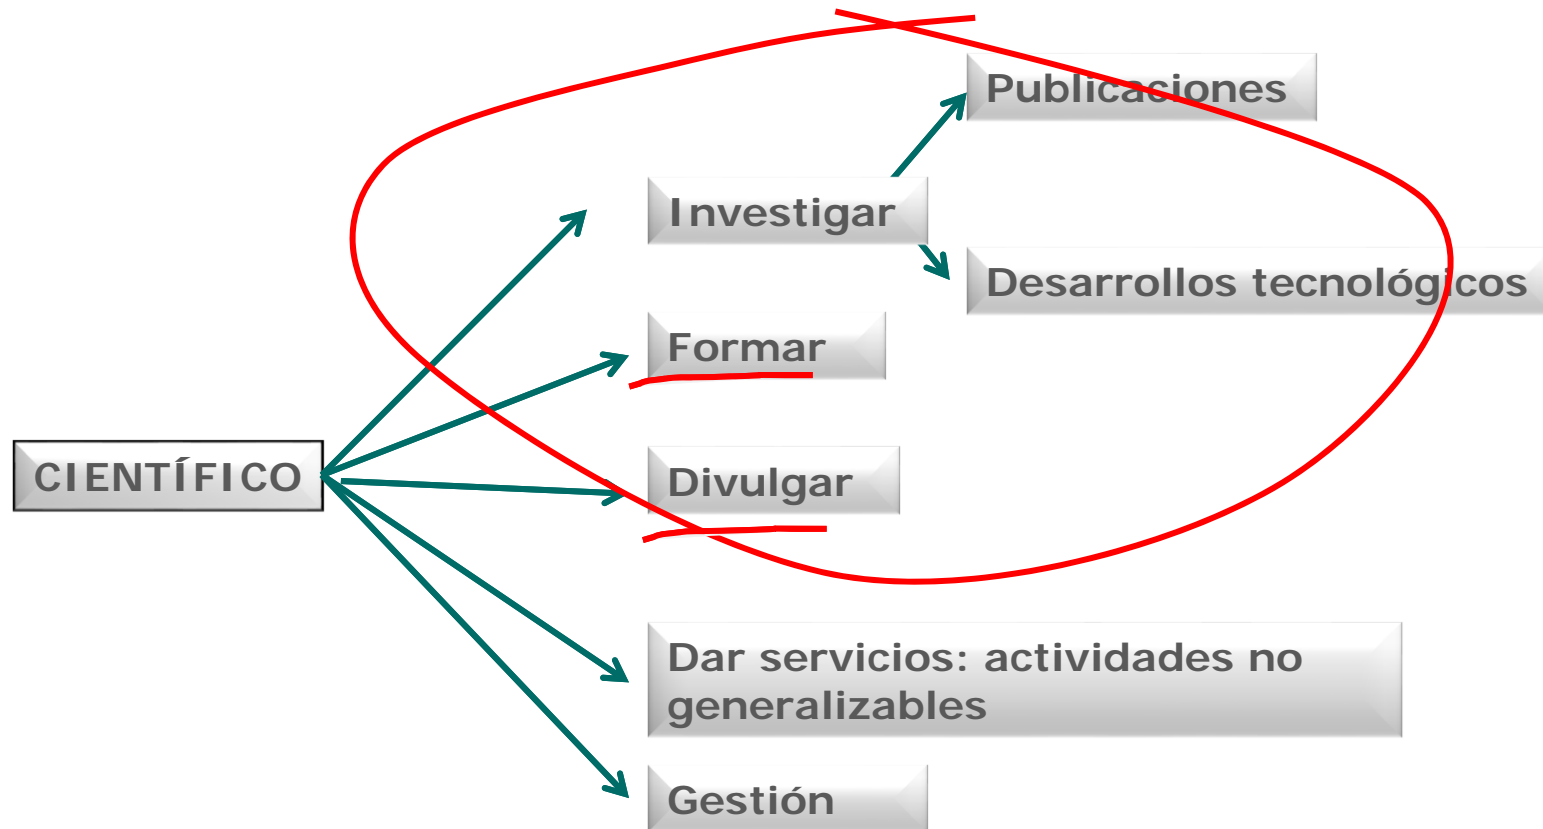 Publicaciones
Investigar
Desarrollos tecnológicos
Formar
CIENTÍFICO
Divulgar
Dar servicios: actividades no
generalizables
Gestión